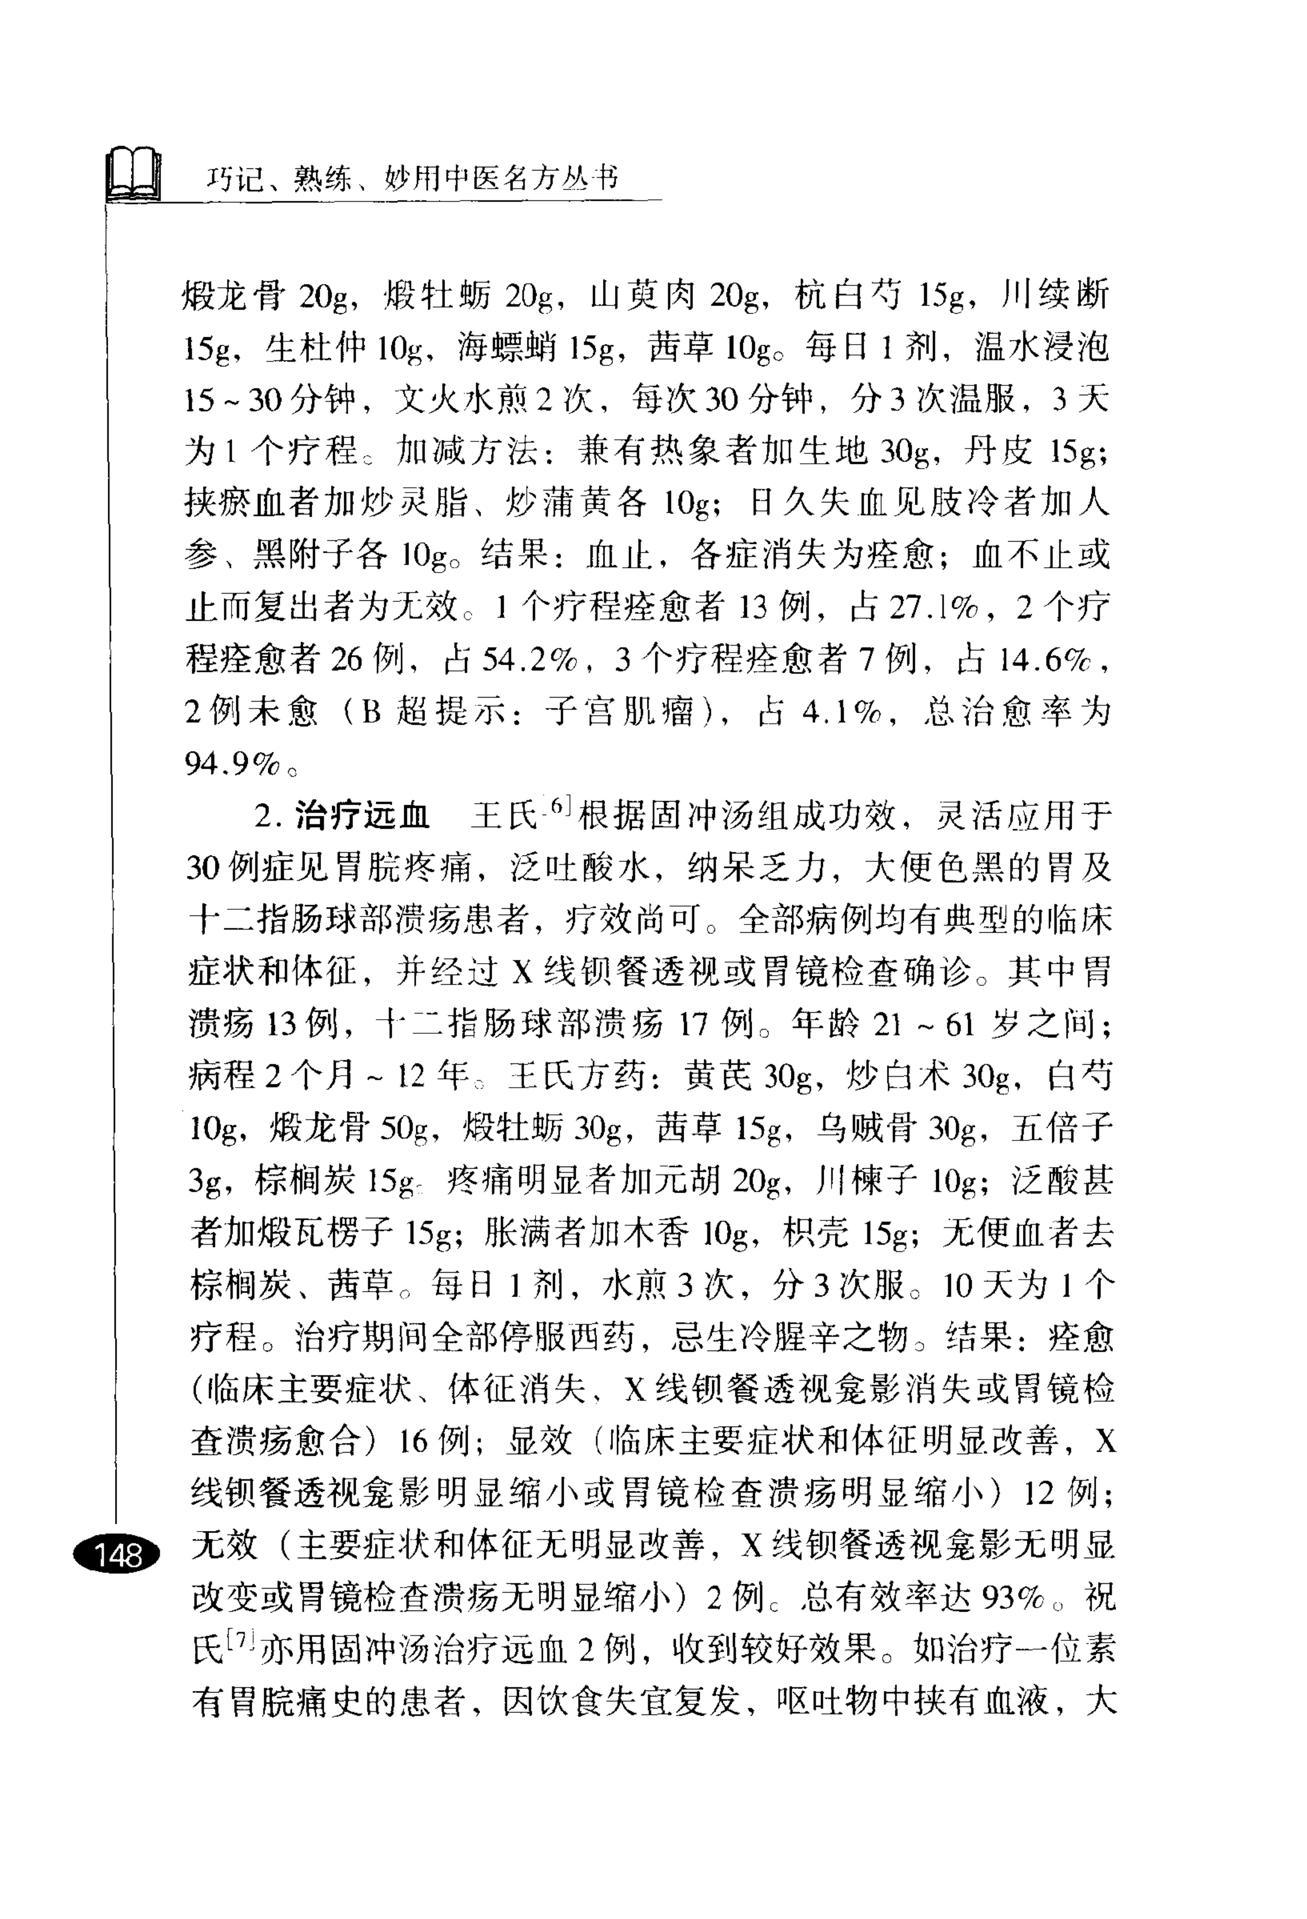 巧记、熟练、妙用中医名方丛书
煅龙骨 20g，煅牡蛎 20g，山萸肉 20g，杭白芍 15g，川续断
15g，生杜仲 10g，海螵蛸 15g，茜草 10g。每日 1 剂，温水浸泡
15～30 分钟，文火水煎 2 次，每次 30 分钟，分 3 次温服，3 天
为 1 个疗程。加减方法：兼有热象者加生地 30g，丹皮 15g；
挟瘀血者加炒灵脂、炒蒲黄各 10g；日久失血见肢冷者加人
参、黑附子各 10g。结果：血止，各症消失为痊愈；血不止或
止而复出者为无效。1 个疗程痊愈者 13 例，占 27.1%，2 个疗
程痊愈者 26 例，占 54.2%，3 个疗程痊愈者 7 例，占 14.6%，
2 例未愈（B 超提示：子宫肌瘤），占 4.1%，总治愈率为
94.9%。
2. 治疗远血 王氏[6]根据固冲汤组成功效，灵活应用于
30 例症见胃脘疼痛，泛吐酸水，纳呆乏力，大便色黑的胃及
十二指肠球部溃疡患者，疗效尚可。全部病例均有典型的临床
症状和体征，并经过 X 线钡餐透视或胃镜检查确诊。其中胃
溃疡 13 例，十二指肠球部溃疡 17 例。年龄 21～61 岁之间；
病程 2 个月～12 年。王氏方药：黄芪 30g，炒白术 30g，白芍
10g，煅龙骨 50g，煅牡蛎 30g，茜草 15g，乌贼骨 30g，五倍子
3g，棕榈炭 15g。疼痛明显者加元胡 20g，川楝子 10g；泛酸甚
者加煅瓦楞子 15g；胀满者加木香 10g，枳壳 15g；无便血者去
棕榈炭、茜草。每日 1 剂，水煎 3 次，分 3 次服。10 天为 1 个
疗程。治疗期间全部停服西药，忌生冷腥辛之物。结果：痊愈
（临床主要症状、体征消失，X 线钡餐透视龛影消失或胃镜检
查溃疡愈合）16 例；显效（临床主要症状和体征明显改善，X
线钡餐透视龛影明显缩小或胃镜检查溃疡明显缩小）12 例；
无效（主要症状和体征无明显改善，X 线钡餐透视龛影无明显
改变或胃镜检查溃疡无明显缩小）2 例。总有效率达 93%。祝
氏[7]亦用固冲汤治疗远血 2 例，收到较好效果。如治疗一位素
有胃脘痛史的患者，因饮食失宜复发，呕吐物中挟有血液，大
148